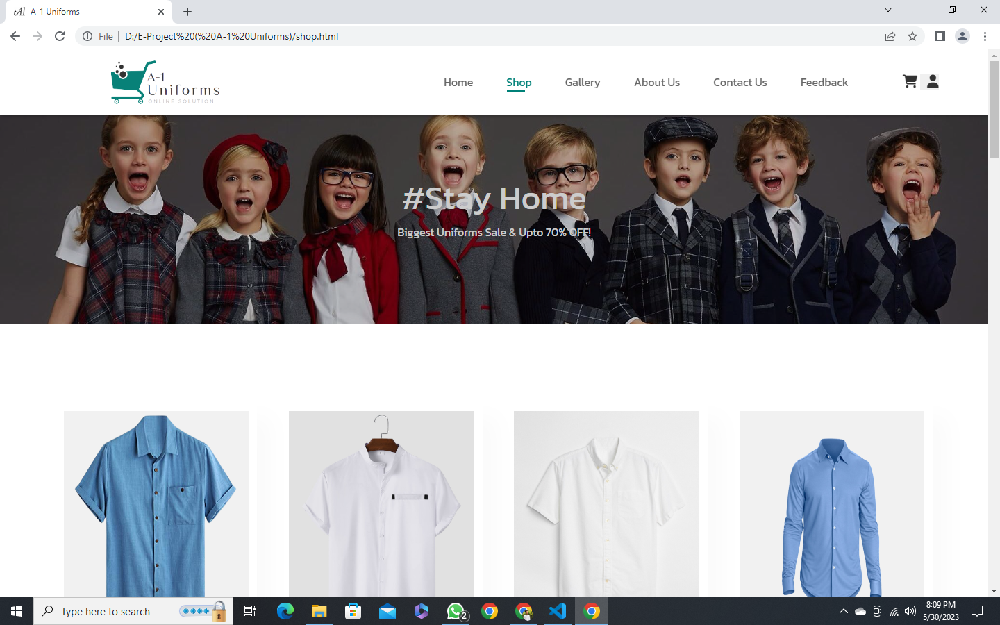 A-1 Uniforms
File
D:/E-Project%20(%20A-1%20Uniforms)/shop.html
A-1
Uniforms
ONLINE SOLUTION
Home
Shop
Gallery
About Us
Contact Us
Feedback
#Stay Home
Biggest Uniforms Sale & Upto 70% OFF!
Type here to search
2
8:09 PM
5/30/2023